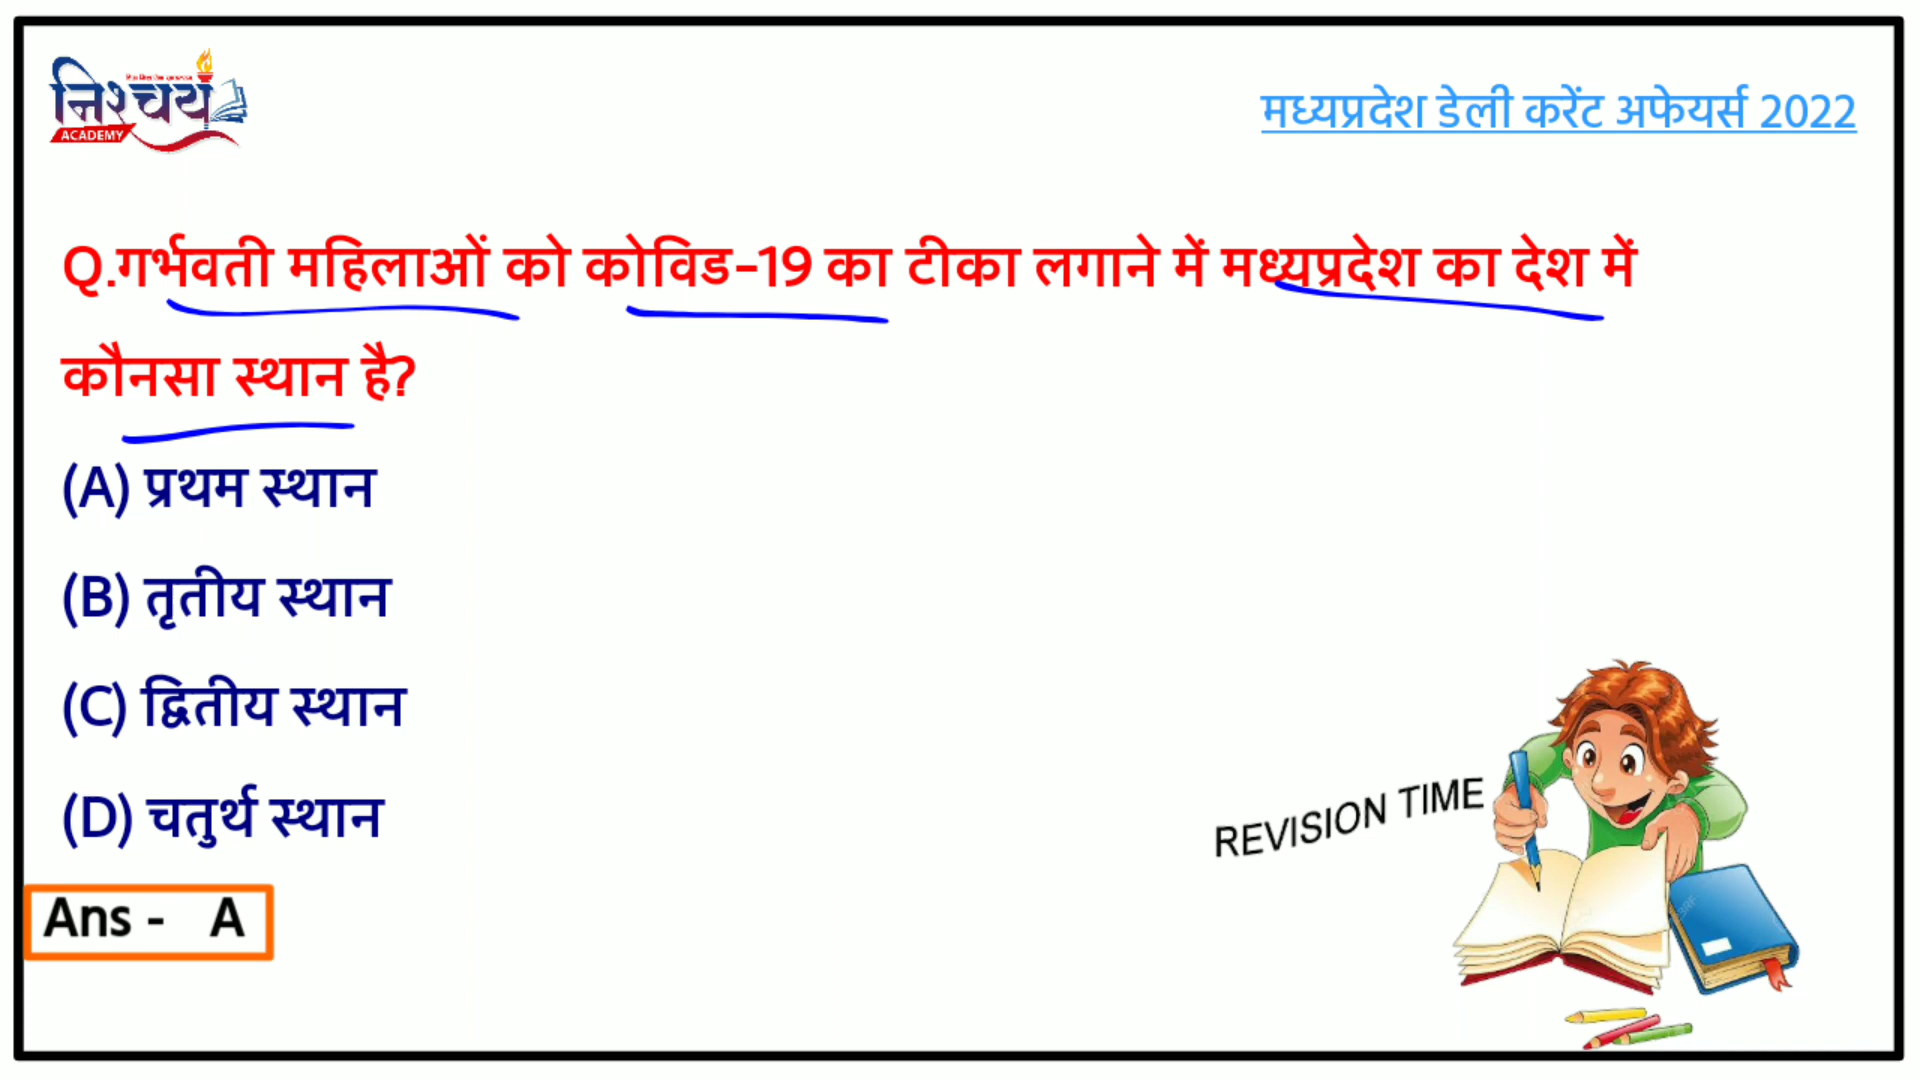 निश्चय
ACADEMY
मध्यप्रदेश डेली करेंट अफेयर्स 2022
Q.गर्भवती महिलाओं को कोविड-19 का टीका लगाने में मध्यप्रदेश का देश में
कौनसा स्थान है?
(A) प्रथम स्थान
(B) तृतीय स्थान
(C) द्वितीय स्थान
(D) चतुर्थ स्थान
Ans - A
REVISION TIME